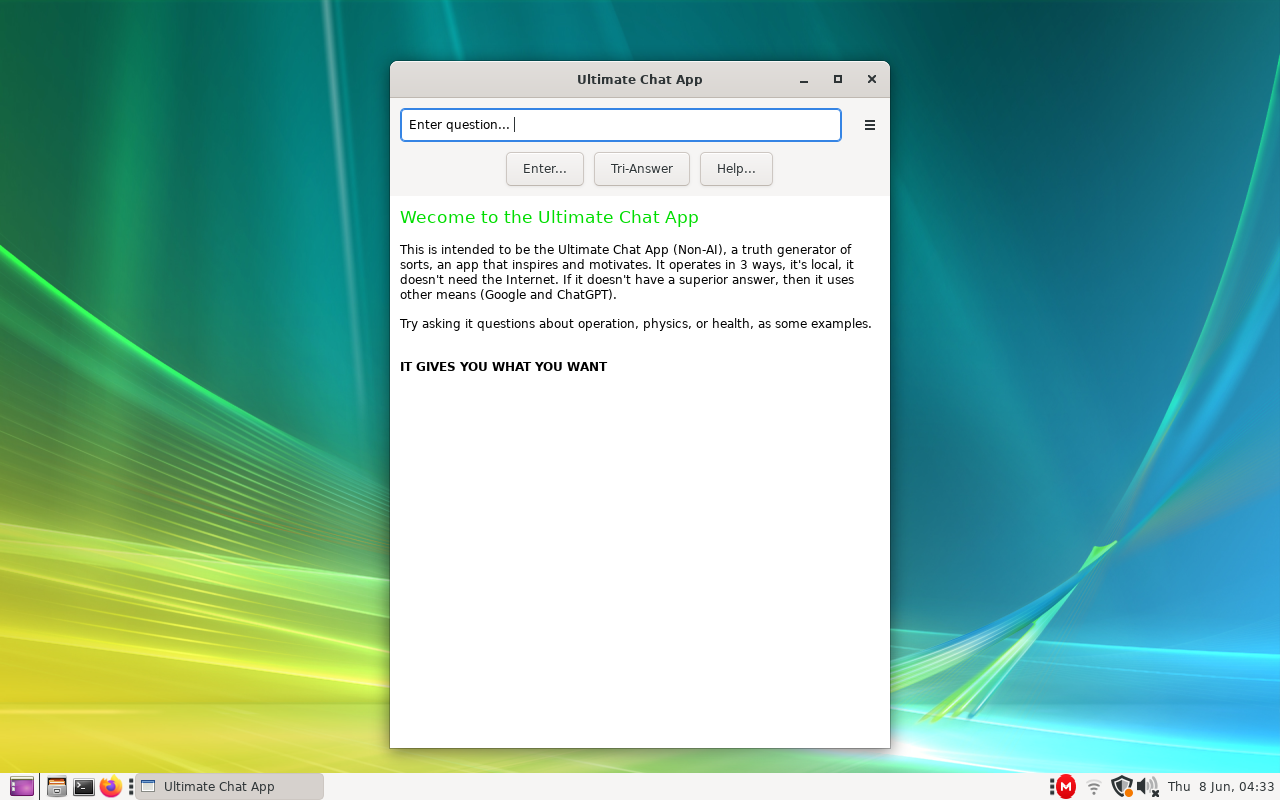 Ultimate Chat App
Enter question...
Enter...
Tri-Answer
Help...
Wecome to the Ultimate Chat App
This is intended to be the Ultimate Chat App (Non-AI), a truth generator of
sorts, an app that inspires and motivates. It operates in 3 ways, it's local, it
doesn't need the Internet. If it doesn't have a superior answer, then it uses
other means (Google and ChatGPT).
Try asking it questions about operation, physics, or health, as some examples.
IT GIVES YOU WHAT YOU WANT
Ultimate Chat App
M
Thu 8 Jun, 04:33